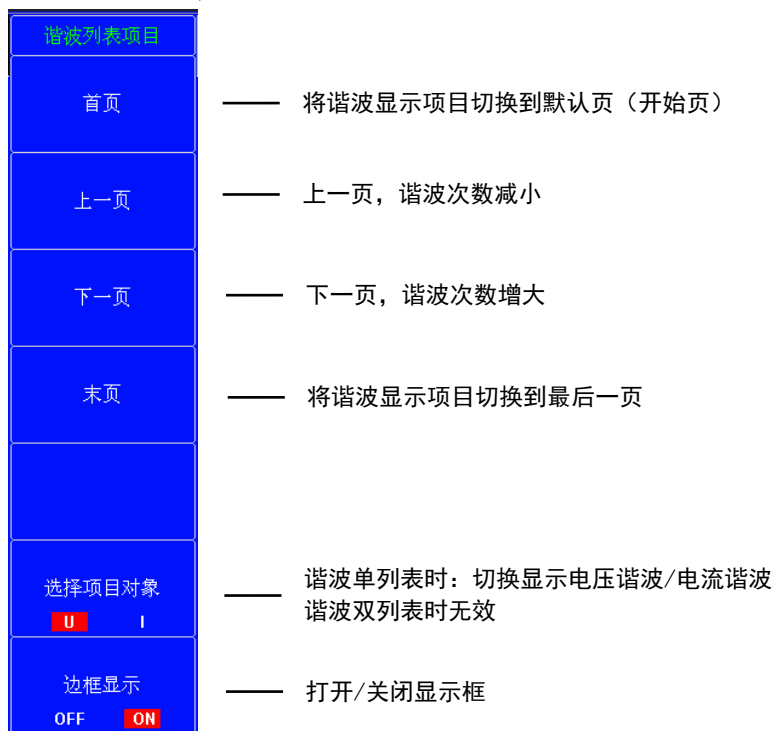 谐波列表项目
首页
将谐波显示项目切换到默认页（开始页）
上一页
上一页，谐波次数减小
下一页
下一页，谐波次数增大
末页
将谐波显示项目切换到最后一页
选择项目对象
U I
谐波单列表时：切换显示电压谐波/电流谐波
谐波双列表时无效
边框显示
OFF ON
打开/关闭显示框